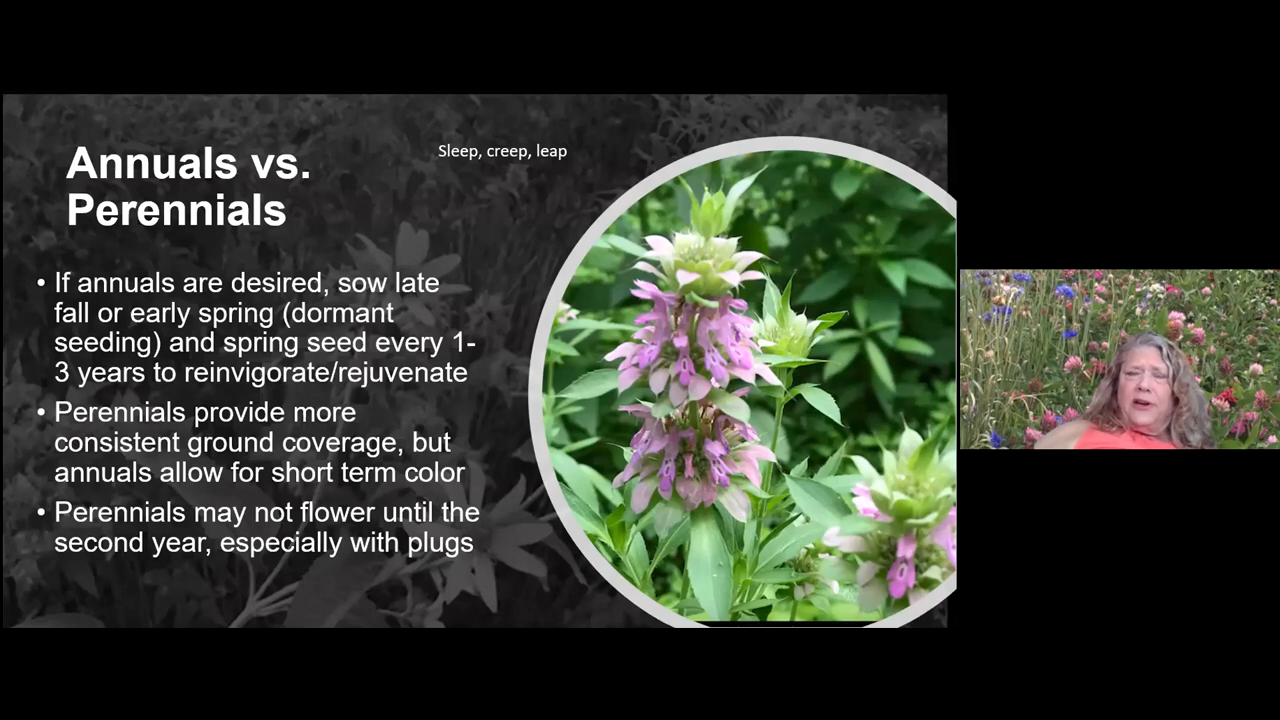 Annuals vs.
Perennials
Sleep, creep, leap
• If annuals are desired, sow late
fall or early spring (dormant
seeding) and spring seed every 1-
3 years to reinvigorate/rejuvenate
• Perennials provide more
consistent ground coverage, but
annuals allow for short term color
• Perennials may not flower until the
second year, especially with plugs